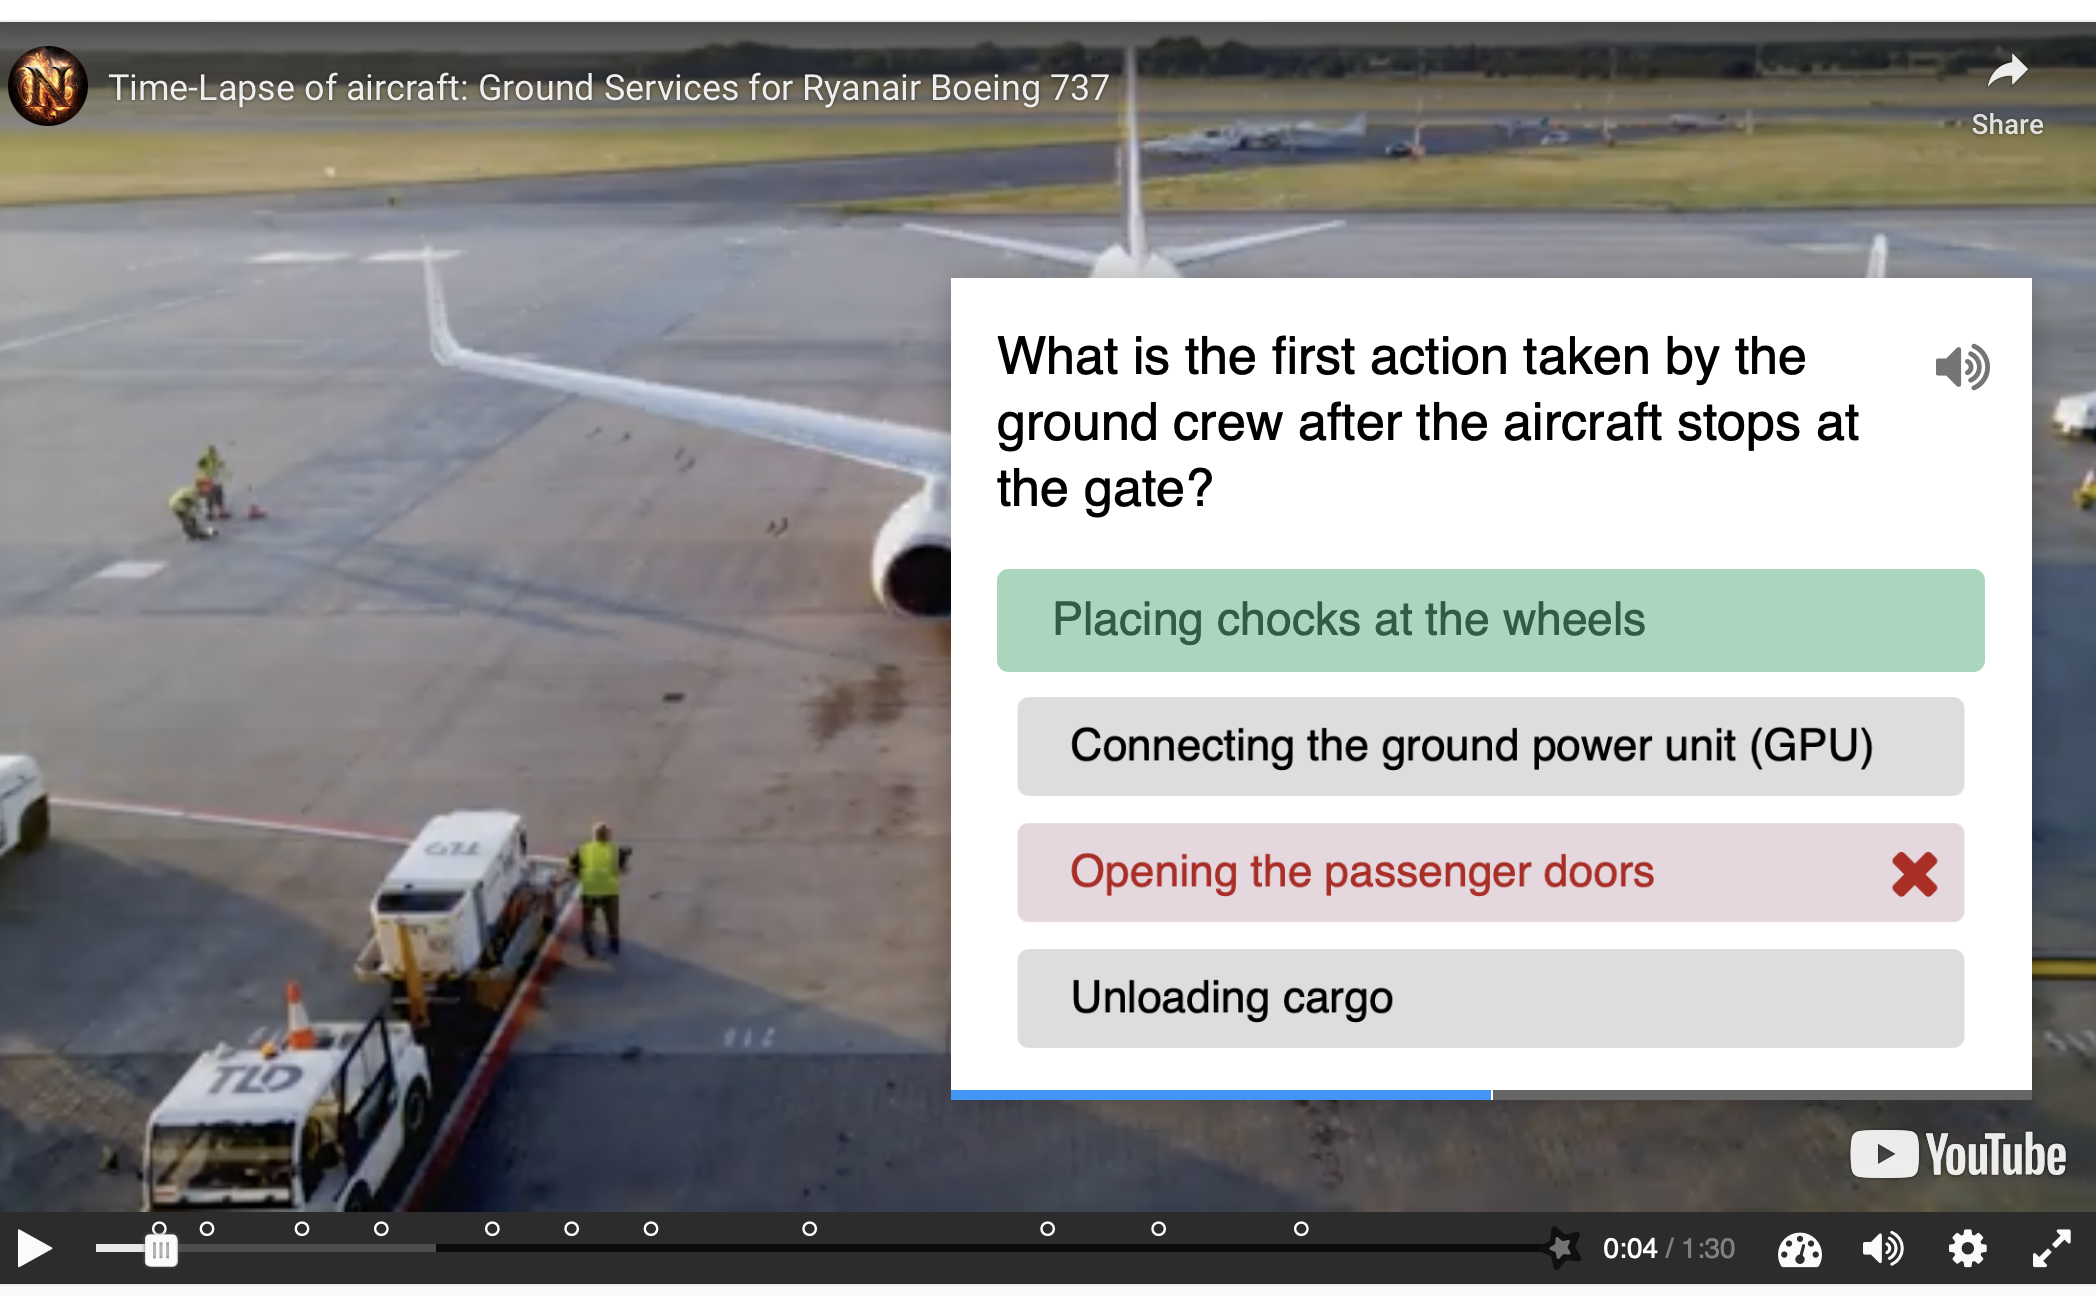 Time-Lapse of aircraft: Ground Services for Ryanair Boeing 737
Share
What is the first action taken by the
ground crew after the aircraft stops at
the gate?
Placing chocks at the wheels
Connecting the ground power unit (GPU)
Opening the passenger doors
Unloading cargo
TLD
YouTube
0:04 / 1:30